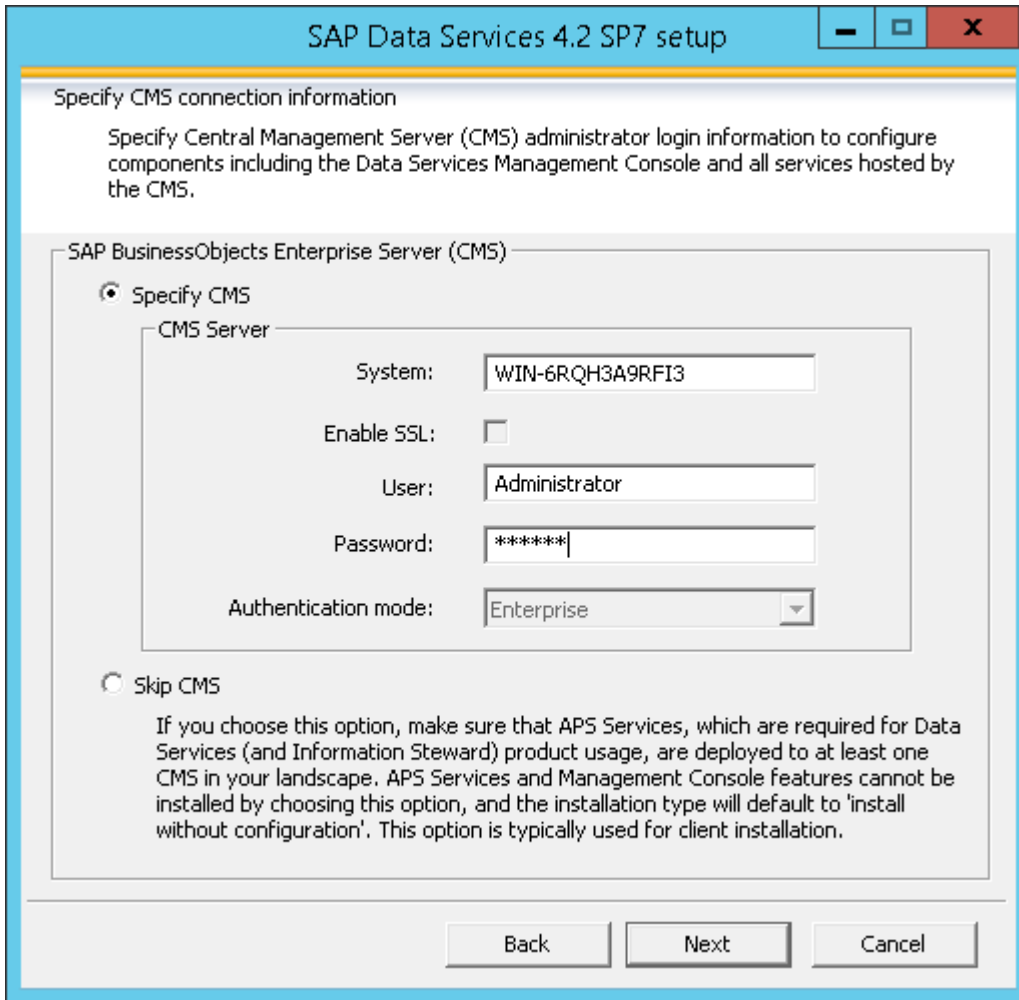 SAP Data Services 4.2 SP7 setup
Specify CMS connection information
Specify Central Management Server (CMS) administrator login information to configure
components including the Data Services Management Console and all services hosted by
the CMS.
SAP BusinessObjects Enterprise Server (CMS)
Specify CMS
CMS Server
System: WIN-6RQH3A9RFI3
Enable SSL:
User: Administrator
Password: ******
Authentication mode: Enterprise
Skip CMS
If you choose this option, make sure that APS Services, which are required for Data
Services (and Information Steward) product usage, are deployed to at least one
CMS in your landscape. APS Services and Management Console features cannot be
installed by choosing this option, and the installation type will default to 'install
without configuration'. This option is typically used for client installation.
Back Next Cancel